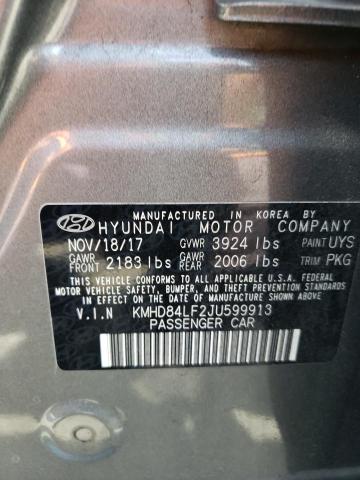 MANUFACTURED IN KOREA BY
HYUNDAI MOTOR COMPANY
NOV/18/17 GVWR 3924 lbs PAINT UYS
GAWR FRONT 2183 lbs GAWR REAR 2006 lbs TRIM PKG
THIS VEHICLE CONFORMS TO ALL APPLICABLE U.S.A. FEDERAL
MOTOR VEHICLE SAFETY, BUMPER, AND THEFT PREVENTION STANDARDS
IN EFFECT ON THE DATE OF MANUFACTURE SHOWN ABOVE.
V.I.N KMHD84LF2JU599913
PASSENGER CAR